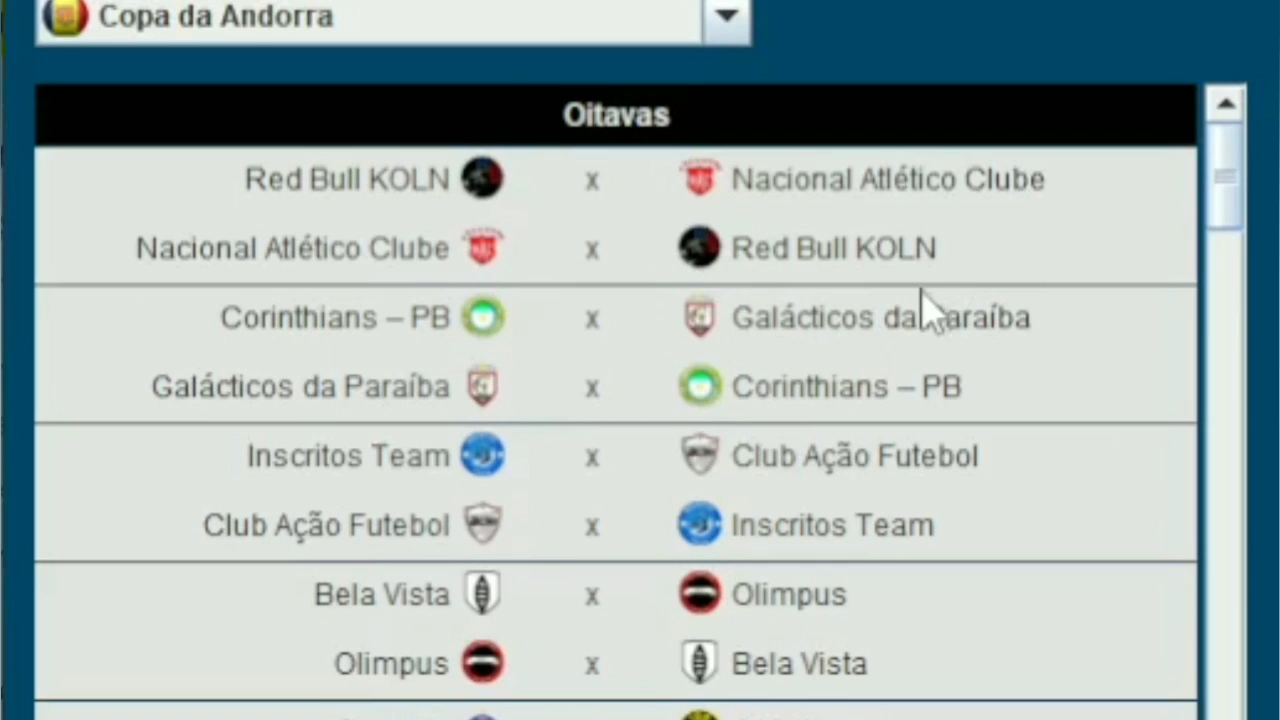 Copa da Andorra
Oitavas
Red Bull KOLN x Nacional Atlético Clube
Nacional Atlético Clube x Red Bull KOLN
Corinthians – PB x Galácticos da Paraíba
Galácticos da Paraíba x Corinthians – PB
Inscritos Team x Club Ação Futebol
Club Ação Futebol x Inscritos Team
Bela Vista x Olimpus
Olimpus x Bela Vista